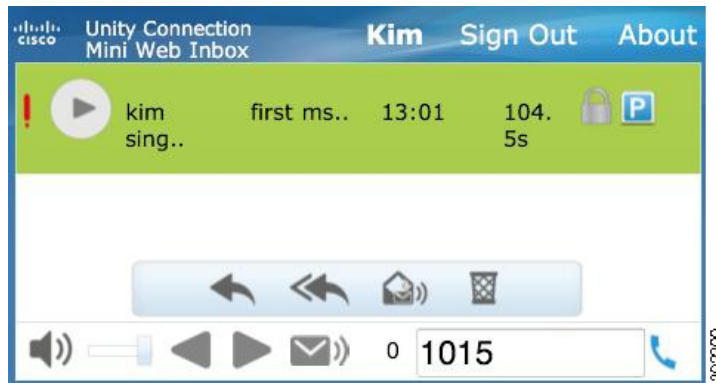 cisco Unity Connection Mini Web Inbox
Kim Sign Out About
! kim sing.. first ms.. 13:01 104.5s P
0 1015